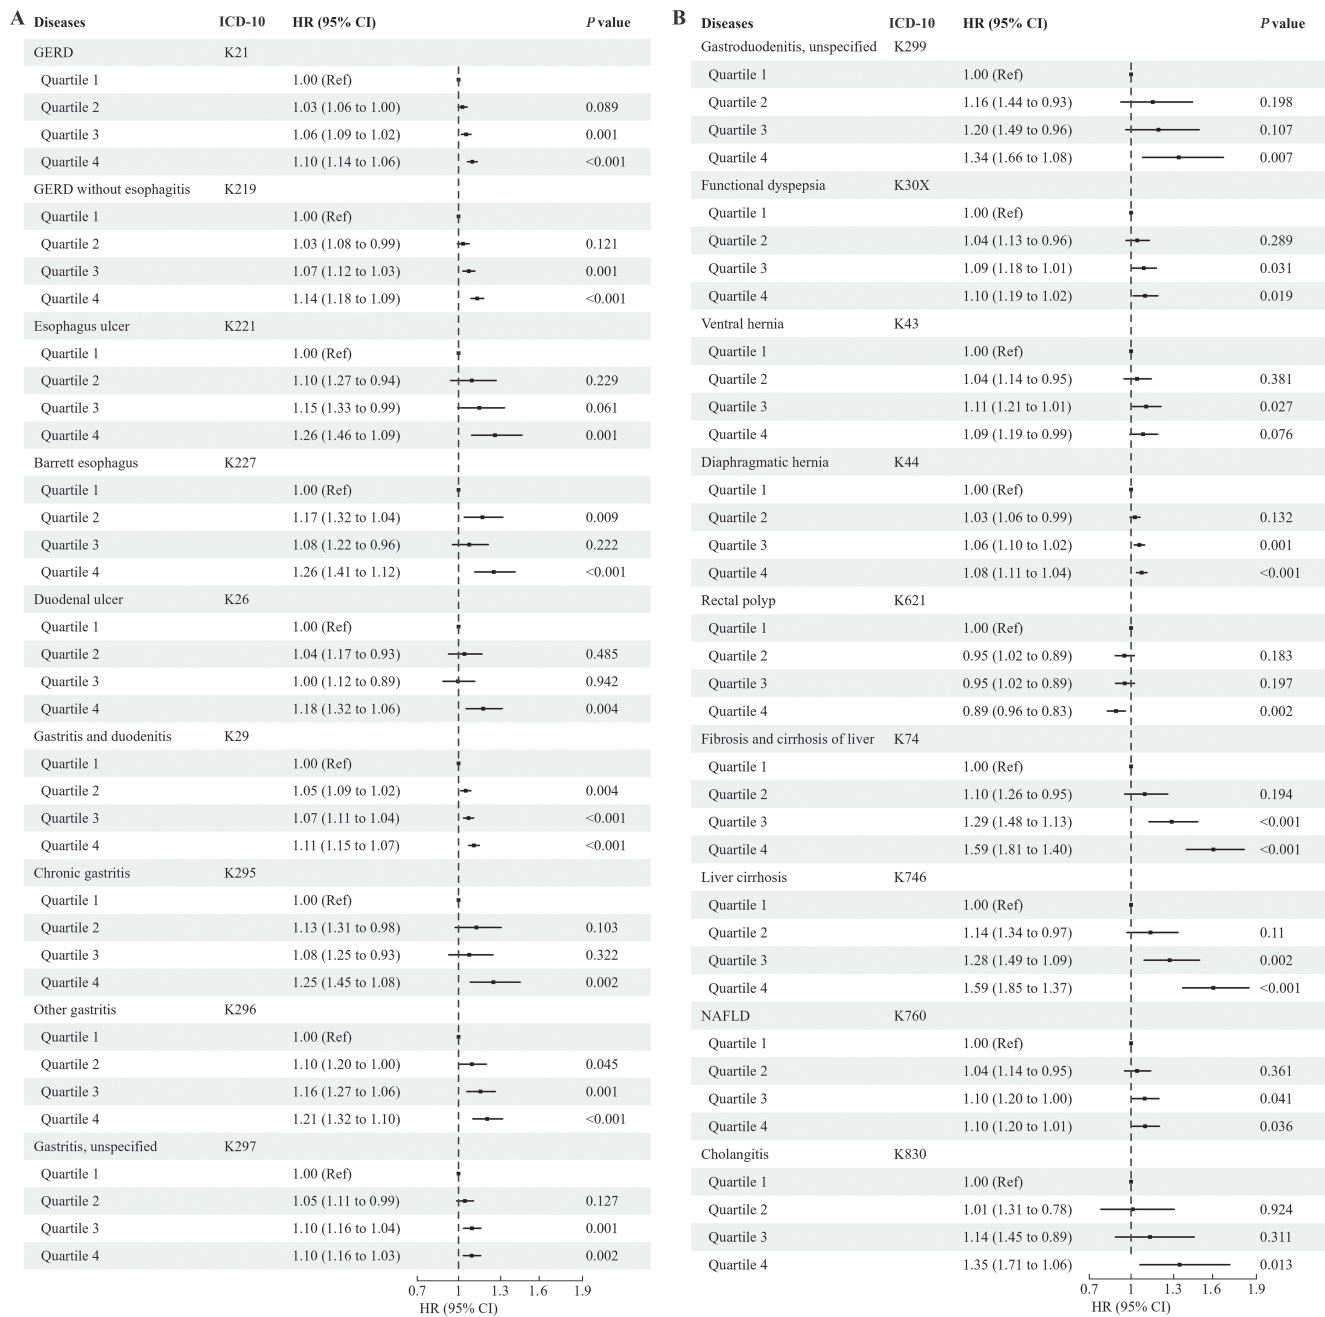 A Diseases ICD-10 HR (95% CI) P value
GERD K21
Quartile 1 1.00 (Ref)
Quartile 2 1.03 (1.06 to 1.00) 0.089
Quartile 3 1.06 (1.09 to 1.02) 0.001
Quartile 4 1.10 (1.14 to 1.06) <0.001
GERD without esophagitis K219
Quartile 1 1.00 (Ref)
Quartile 2 1.03 (1.08 to 0.99) 0.121
Quartile 3 1.07 (1.12 to 1.03) 0.001
Quartile 4 1.14 (1.18 to 1.09) <0.001
Esophagus ulcer K221
Quartile 1 1.00 (Ref)
Quartile 2 1.10 (1.27 to 0.94) 0.229
Quartile 3 1.15 (1.33 to 0.99) 0.061
Quartile 4 1.26 (1.46 to 1.09) 0.001
Barrett esophagus K227
Quartile 1 1.00 (Ref)
Quartile 2 1.17 (1.32 to 1.04) 0.009
Quartile 3 1.08 (1.22 to 0.96) 0.222
Quartile 4 1.26 (1.41 to 1.12) <0.001
Duodenal ulcer K26
Quartile 1 1.00 (Ref)
Quartile 2 1.04 (1.17 to 0.93) 0.485
Quartile 3 1.00 (1.12 to 0.89) 0.942
Quartile 4 1.18 (1.32 to 1.06) 0.004
Gastritis and duodenitis K29
Quartile 1 1.00 (Ref)
Quartile 2 1.05 (1.09 to 1.02) 0.004
Quartile 3 1.07 (1.11 to 1.04) <0.001
Quartile 4 1.11 (1.15 to 1.07) <0.001
Chronic gastritis K295
Quartile 1 1.00 (Ref)
Quartile 2 1.13 (1.31 to 0.98) 0.103
Quartile 3 1.08 (1.25 to 0.93) 0.322
Quartile 4 1.25 (1.45 to 1.08) 0.002
Other gastritis K296
Quartile 1 1.00 (Ref)
Quartile 2 1.10 (1.20 to 1.00) 0.045
Quartile 3 1.16 (1.27 to 1.06) 0.001
Quartile 4 1.21 (1.32 to 1.10) <0.001
Gastritis, unspecified K297
Quartile 1 1.00 (Ref)
Quartile 2 1.05 (1.11 to 0.99) 0.127
Quartile 3 1.10 (1.16 to 1.04) 0.001
Quartile 4 1.10 (1.16 to 1.03) 0.002
0.7 1 1.3 1.6 1.9
HR (95% CI)
B Diseases ICD-10 HR (95% CI) P value
Gastroduodenitis, unspecified K299
Quartile 1 1.00 (Ref)
Quartile 2 1.16 (1.44 to 0.93) 0.198
Quartile 3 1.20 (1.49 to 0.96) 0.107
Quartile 4 1.34 (1.66 to 1.08) 0.007
Functional dyspepsia K30X
Quartile 1 1.00 (Ref)
Quartile 2 1.04 (1.13 to 0.96) 0.289
Quartile 3 1.09 (1.18 to 1.01) 0.031
Quartile 4 1.10 (1.19 to 1.02) 0.019
Ventral hernia K43
Quartile 1 1.00 (Ref)
Quartile 2 1.04 (1.14 to 0.95) 0.381
Quartile 3 1.11 (1.21 to 1.01) 0.027
Quartile 4 1.09 (1.19 to 0.99) 0.076
Diaphragmatic hernia K44
Quartile 1 1.00 (Ref)
Quartile 2 1.03 (1.06 to 0.99) 0.132
Quartile 3 1.06 (1.10 to 1.02) 0.001
Quartile 4 1.08 (1.11 to 1.04) <0.001
Rectal polyp K621
Quartile 1 1.00 (Ref)
Quartile 2 0.95 (1.02 to 0.89) 0.183
Quartile 3 0.95 (1.02 to 0.89) 0.197
Quartile 4 0.89 (0.96 to 0.83) 0.002
Fibrosis and cirrhosis of liver K74
Quartile 1 1.00 (Ref)
Quartile 2 1.10 (1.26 to 0.95) 0.194
Quartile 3 1.29 (1.48 to 1.13) <0.001
Quartile 4 1.59 (1.81 to 1.40) <0.001
Liver cirrhosis K746
Quartile 1 1.00 (Ref)
Quartile 2 1.14 (1.34 to 0.97) 0.11
Quartile 3 1.28 (1.49 to 1.09) 0.002
Quartile 4 1.59 (1.85 to 1.37) <0.001
NAFLD K760
Quartile 1 1.00 (Ref)
Quartile 2 1.04 (1.14 to 0.95) 0.361
Quartile 3 1.10 (1.20 to 1.00) 0.041
Quartile 4 1.10 (1.20 to 1.01) 0.036
Cholangitis K830
Quartile 1 1.00 (Ref)
Quartile 2 1.01 (1.31 to 0.78) 0.924
Quartile 3 1.14 (1.45 to 0.89) 0.311
Quartile 4 1.35 (1.71 to 1.06) 0.013
0.7 1 1.3 1.6 1.9
HR (95% CI)